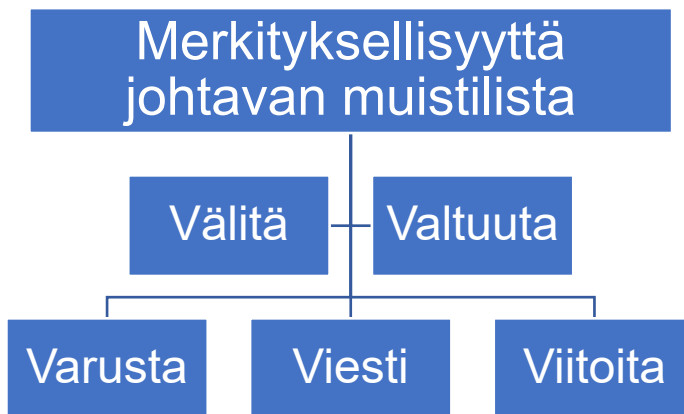 Merkityksellisyyttä
johtavan muistilista
Välitä
Valtuuta
Varusta
Viesti
Viitoita